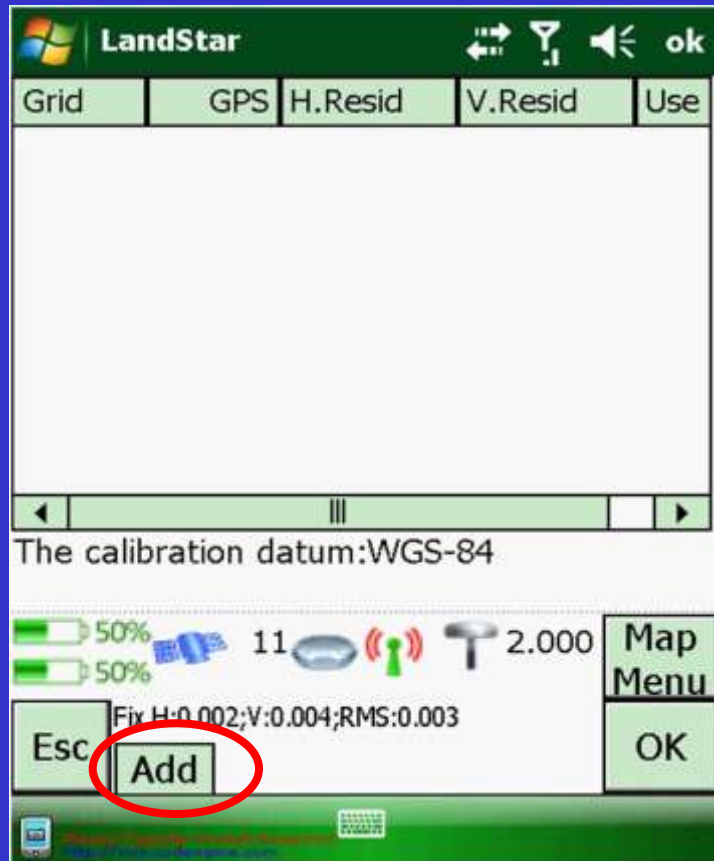 LandStar ok
Grid GPS H.Resid V.Resid Use
The calibration datum:WGS-84
50% 11 2.000 Map Menu
50%
Fix H:0.002;V:0.004;RMS:0.003
Esc Add OK